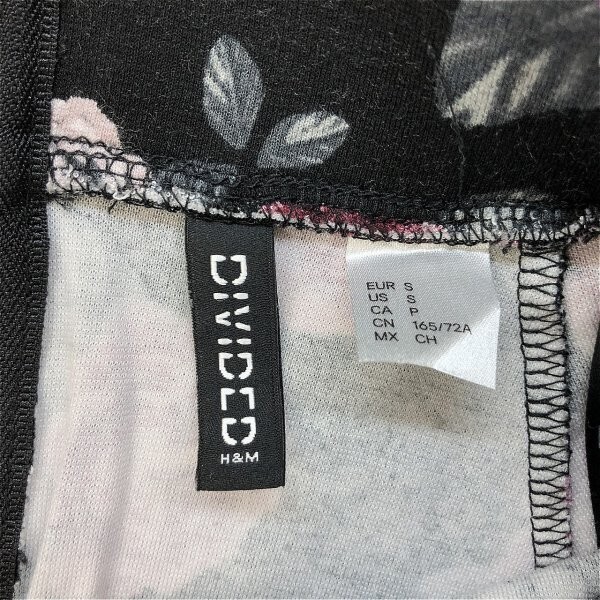 DIVIDED
H&M
EUR S
US S
CA P
CN 165/72A
MX CH